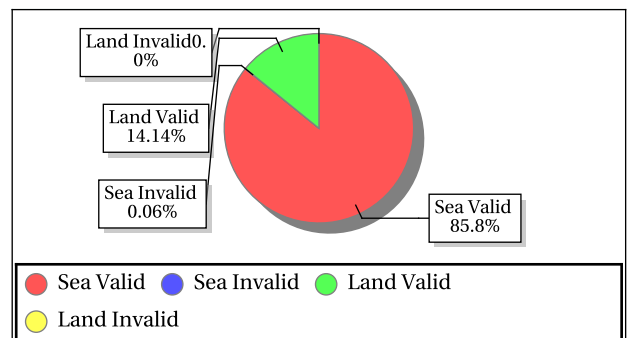 Land Invalid0.
0%
Land Valid
14.14%
Sea Invalid
0.06%
Sea Valid
85.8%
Sea Valid
Sea Invalid
Land Valid
Land Invalid